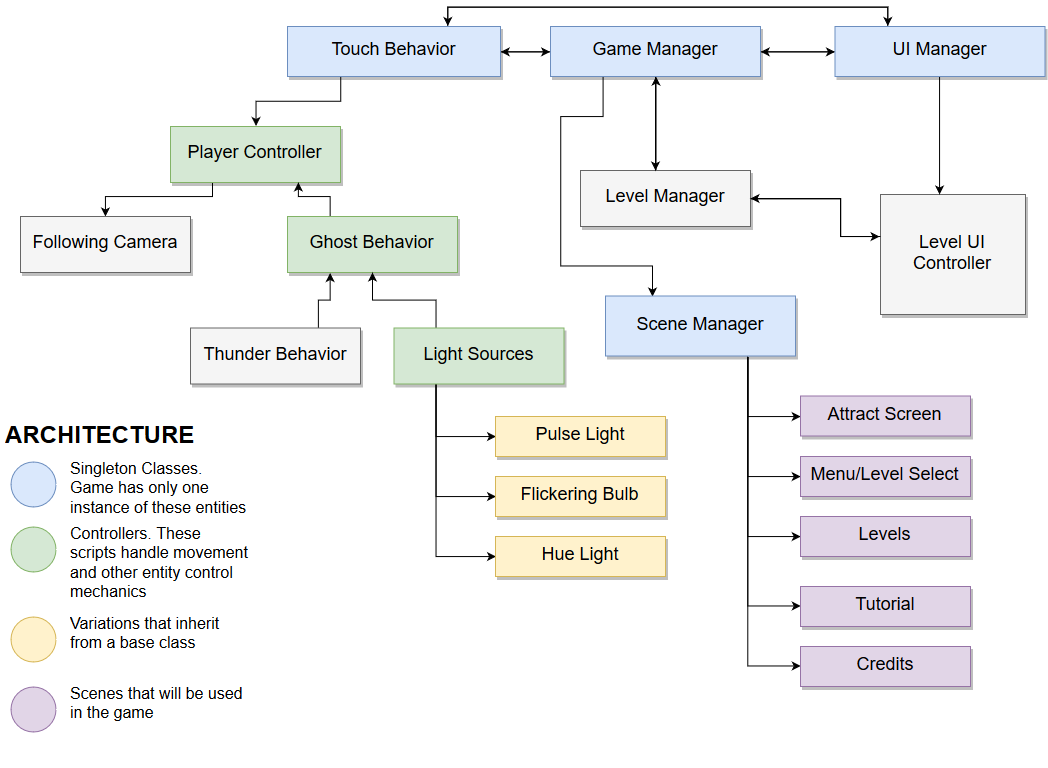 Touch Behavior
Game Manager
UI Manager
Player Controller
Level Manager
Following Camera
Ghost Behavior
Level UI
Controller
Scene Manager
Thunder Behavior
Light Sources
Attract Screen
Pulse Light
Menu/Level Select
Flickering Bulb
Levels
Hue Light
Tutorial
Credits
ARCHITECTURE
Singleton Classes.
Game has only one
instance of these entities
Controllers. These
scripts handle movement
and other entity control
mechanics
Variations that inherit
from a base class
Scenes that will be used
in the game